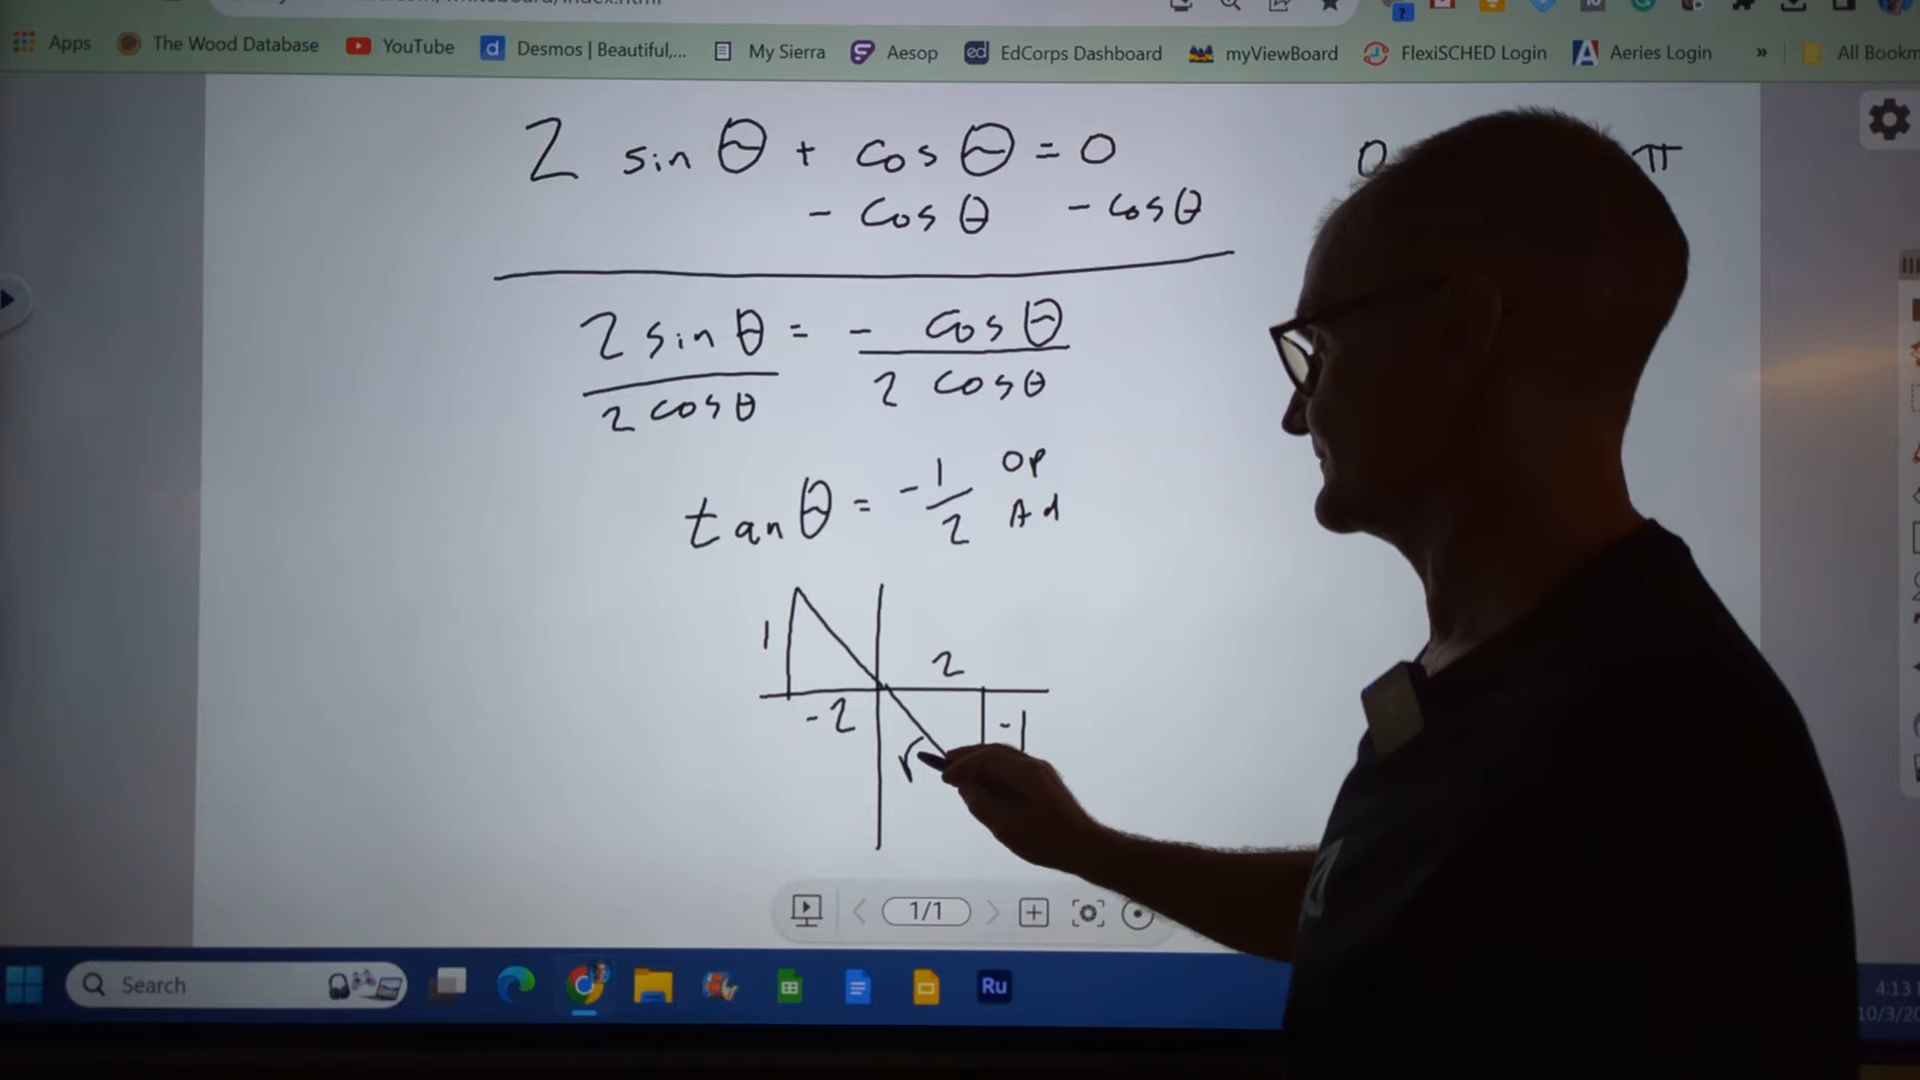 Apps The Wood Database YouTube Desmos | Beautiful,... My Sierra Aesop EdCorps Dashboard myViewBoard FlexiSCHED Login Aeries Login » All Bookm
2 sin θ + cos θ = 0 0 π
- cos θ - cos θ
2 sin θ = - cos θ
2 cos θ 2 cos θ
tan θ = -1/2 Op
Ad
1
2
-2 -1
r
1/1
Search Ru
4:13
10/3/20